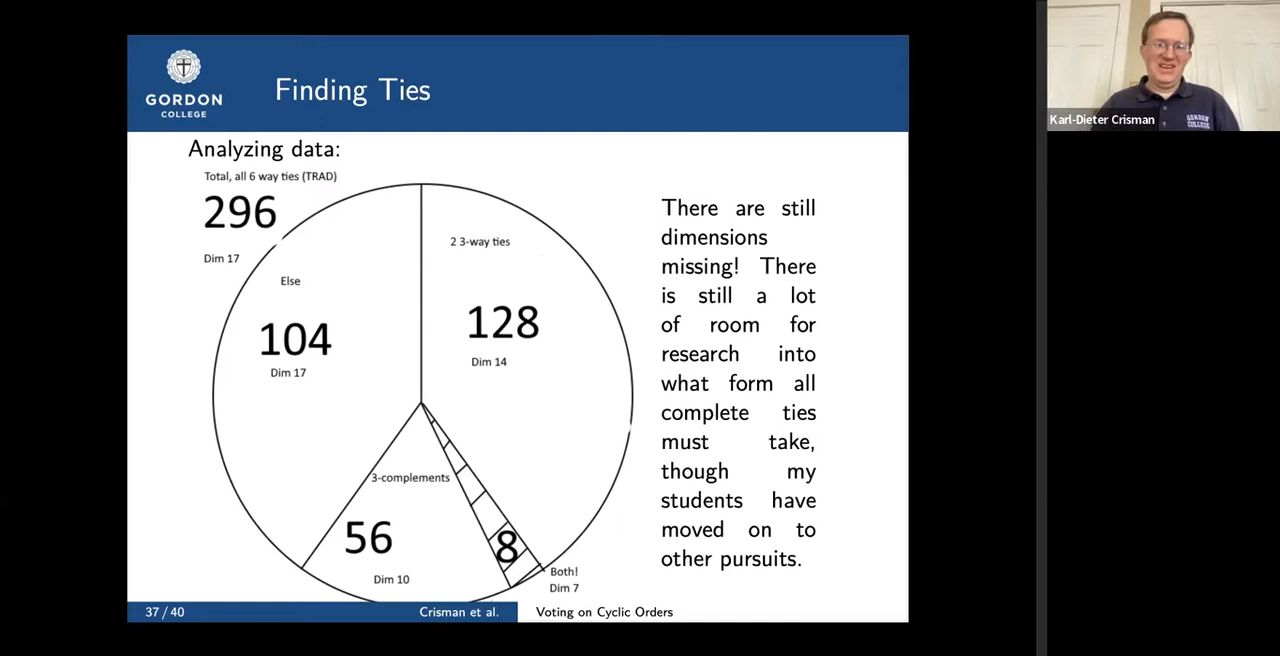 GORDON
COLLEGE
Finding Ties
Analyzing data:
Total, all 6 way ties (TRAD)
296
Dim 17
Else
104
Dim 17
2 3-way ties
128
Dim 14
3-complements
56
Dim 10
8
Both!
Dim 7
There are still
dimensions
missing! There
is still a lot
of room for
research into
what form all
complete ties
must take,
though my
students have
moved on to
other pursuits.
37 / 40
Crisman et al.
Voting on Cyclic Orders
Karl-Dieter Crisman
GORDON
COLLEGE